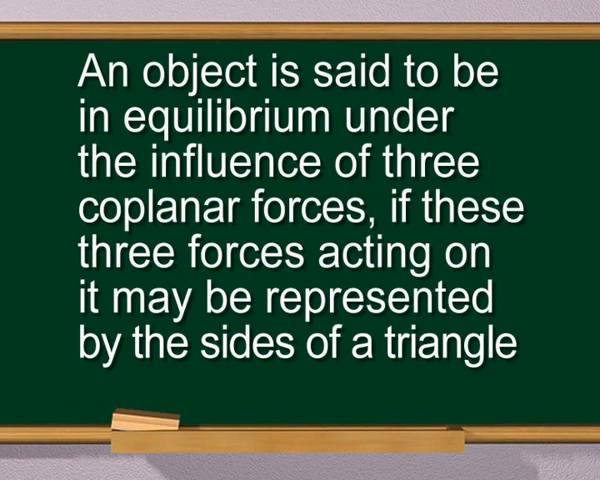 An object is said to be
in equilibrium under
the influence of three
coplanar forces, if these
three forces acting on
it may be represented
by the sides of a triangle